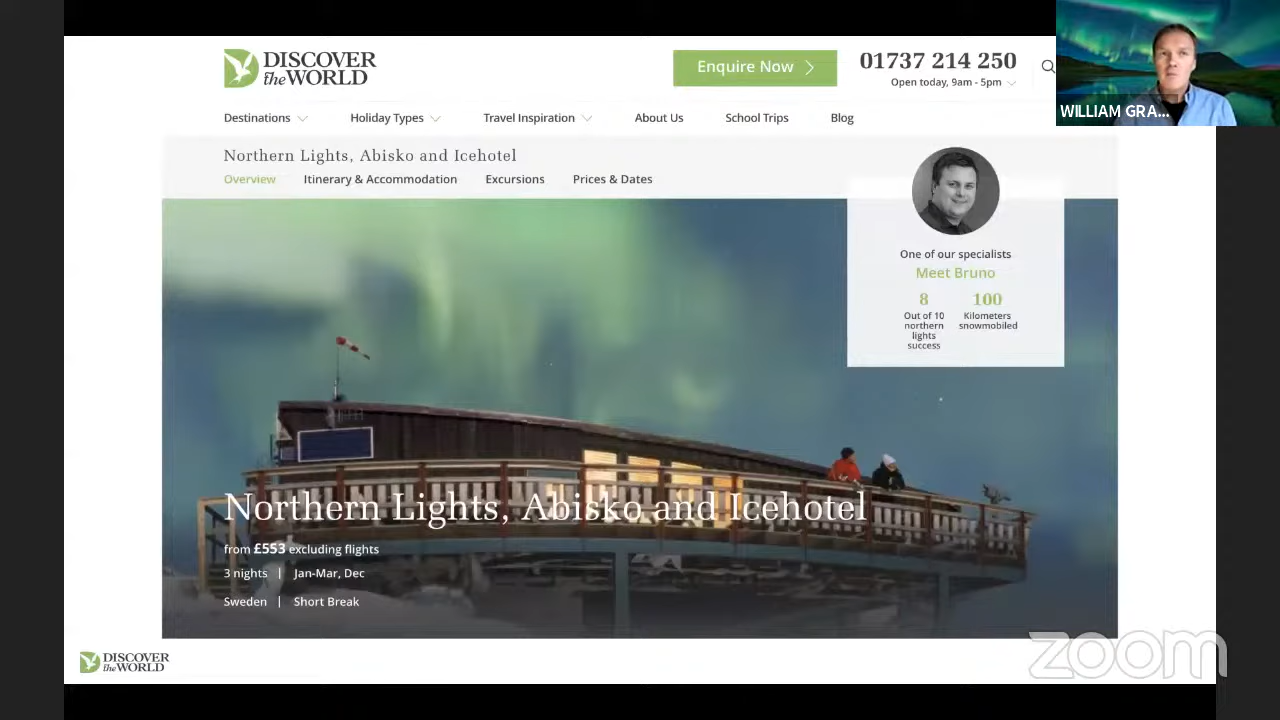 DISCOVER
the WORLD
Enquire Now
01737 214 250
Open today, 9am - 5pm
WILLIAM GRA...
Destinations
Holiday Types
Travel Inspiration
About Us
School Trips
Blog
Northern Lights, Abisko and Icehotel
Overview
Itinerary & Accommodation
Excursions
Prices & Dates
One of our specialists
Meet Bruno
8
Out of 10
northern
lights
success
100
Kilometers
snowmobiled
Northern Lights, Abisko and Icehotel
from £553 excluding flights
3 nights | Jan-Mar, Dec
Sweden | Short Break
DISCOVER
the WORLD
zoom